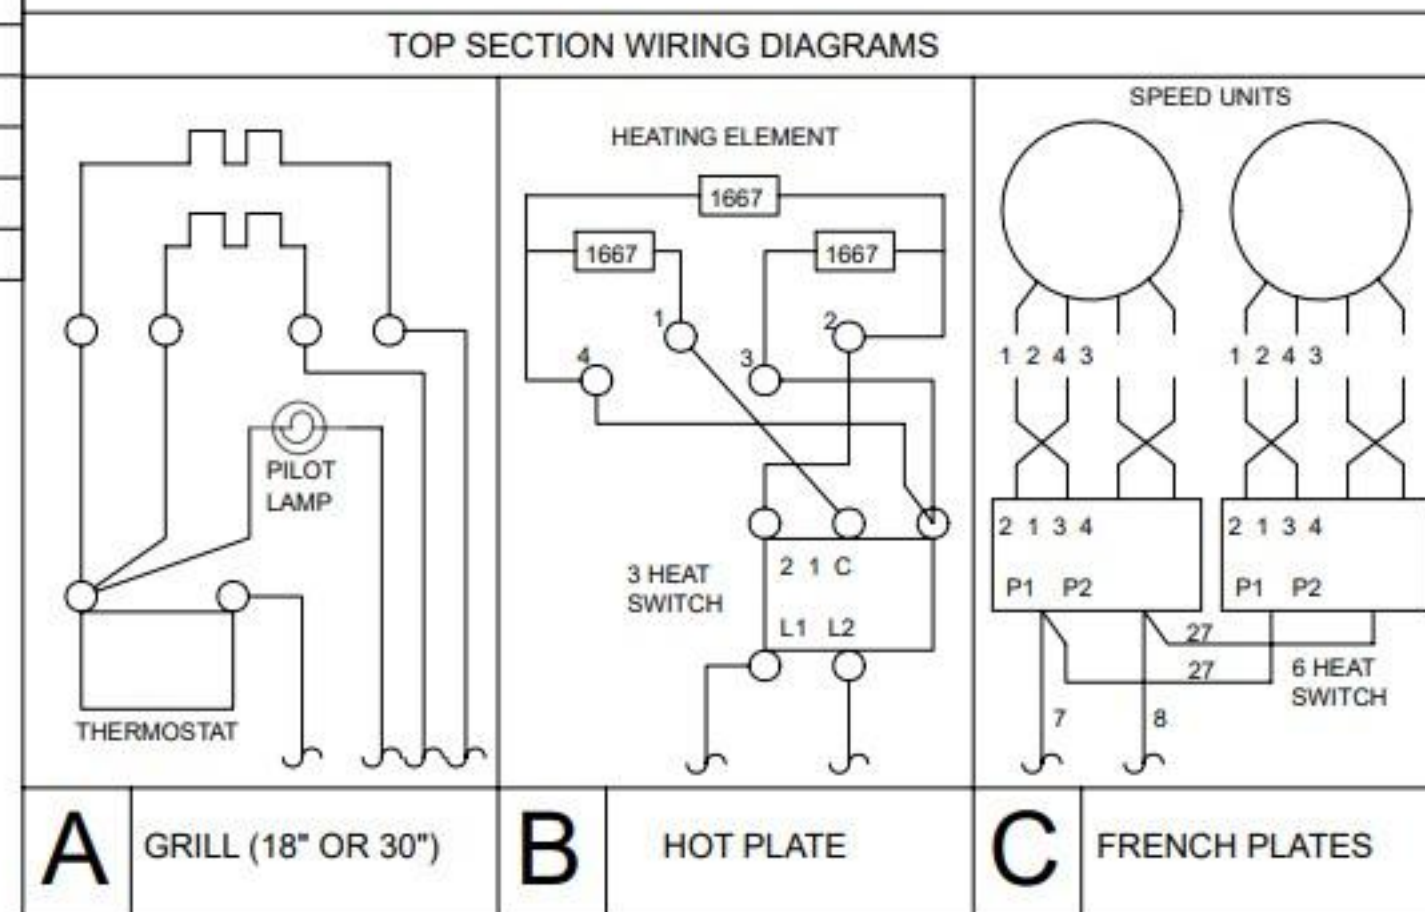 TOP SECTION WIRING DIAGRAMS
PILOT
LAMP
THERMOSTAT
A
GRILL (18" OR 30")
HEATING ELEMENT
1667
1667
1667
1
2
4
3
3 HEAT
SWITCH
2 1 C
L1 L2
B
HOT PLATE
SPEED UNITS
1 2 4 3
1 2 4 3
2 1 3 4
2 1 3 4
P1 P2
P1 P2
27
27
6 HEAT
SWITCH
7
8
C
FRENCH PLATES